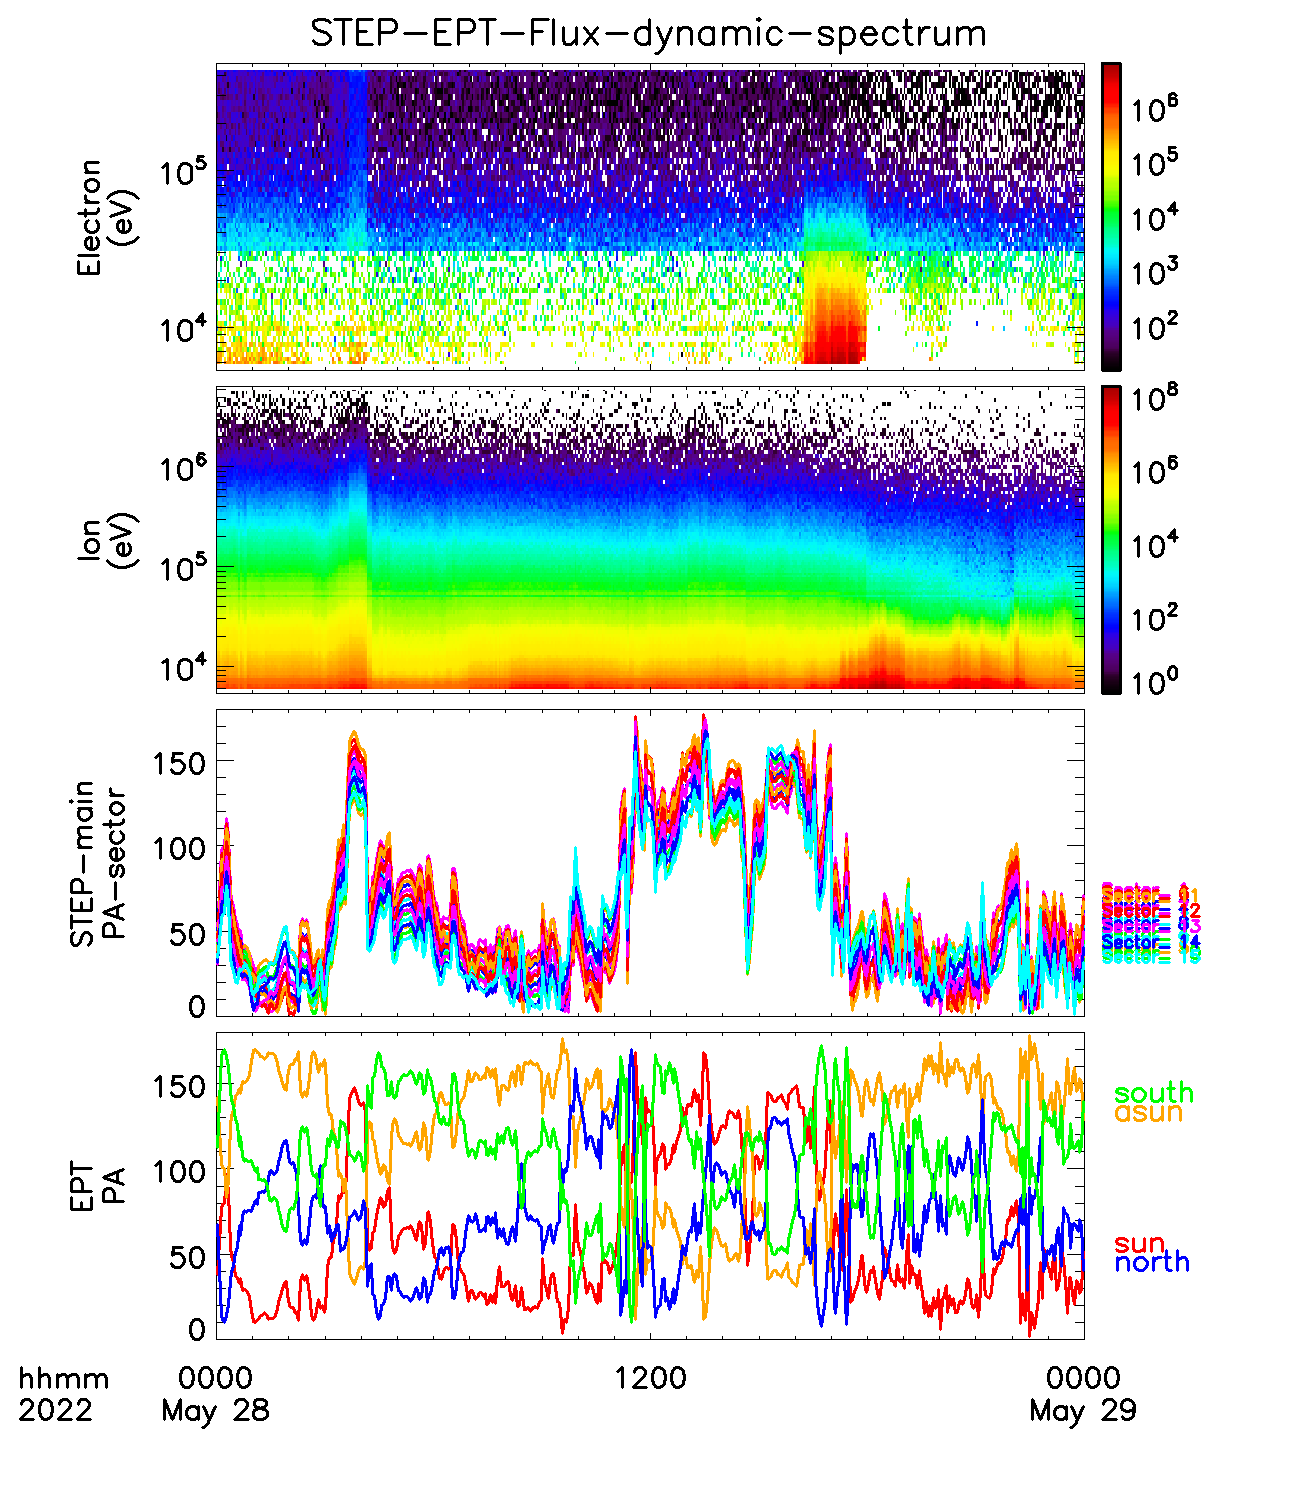 STEP-EPT-Flux-dynamic-spectrum
Electron
(eV)
10^5
10^4
10^6
10^5
10^4
10^3
10^2
Ion
(eV)
10^6
10^5
10^4
10^8
10^6
10^4
10^2
10^0
STEP-main
PA-sector
150
100
50
0
Sector=
Sector= 12
Sector= 14
EPT
PA
150
100
50
0
south
asun
sun
north
hhmm
2022
0000
May 28
1200
0000
May 29